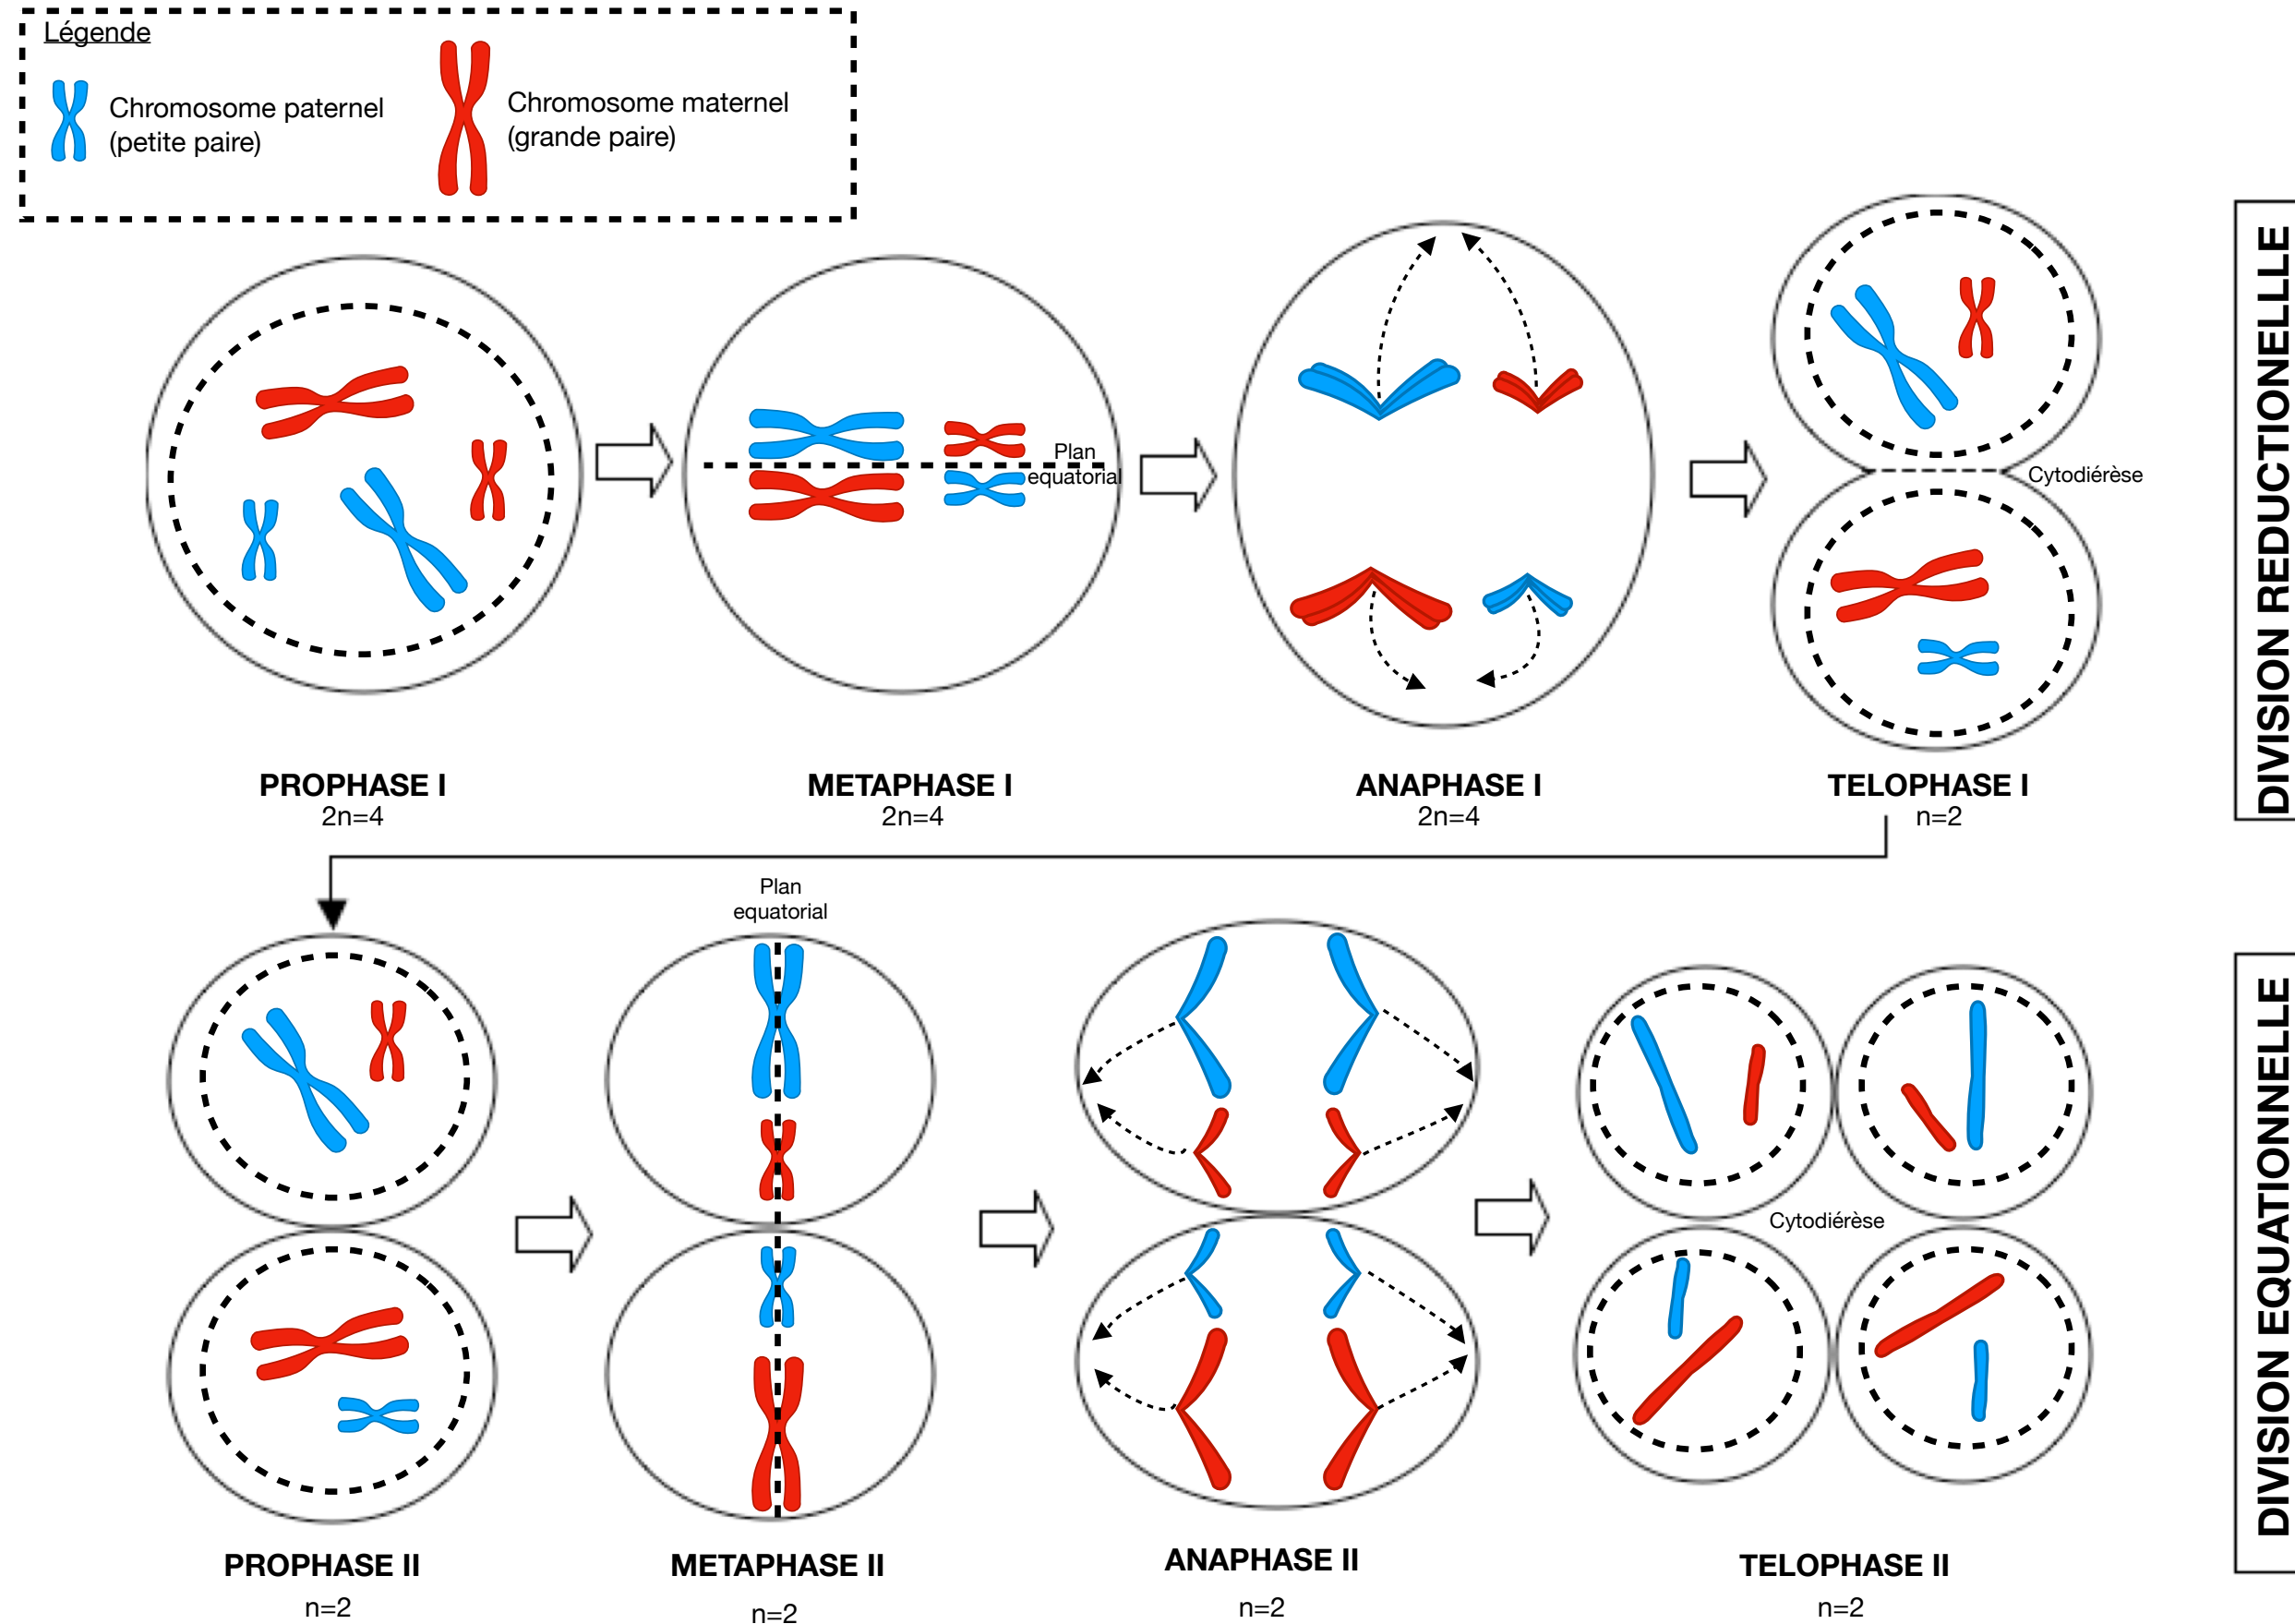 Légende
Chromosome paternel
(petite paire)
Chromosome maternel
(grande paire)
Plan
equatorial
Cytodiérèse
PROPHASE I
2n=4
METAPHASE I
2n=4
ANAPHASE I
2n=4
TELOPHASE I
n=2
DIVISION REDUCTIONELLLE
Plan
equatorial
Cytodiérèse
PROPHASE II
n=2
METAPHASE II
n=2
ANAPHASE II
n=2
TELOPHASE II
n=2
DIVISION EQUATIONNELLE